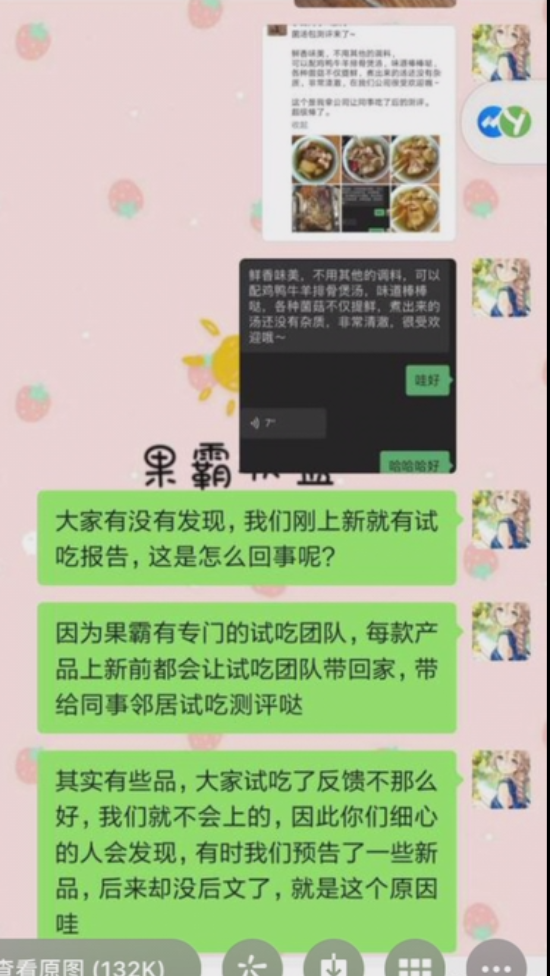 菌汤包测评来了~
鲜香味美，不用其他的调料，
可以配鸡鸭牛羊排骨煲汤，味道棒棒哒，
各种菌菇不仅提鲜，煮出来的汤还没有杂
质，非常清澈，在我们公司很受欢迎哦~
这个是我拿公司让同事吃了后的测评。
超级棒了。
收起
鲜香味美，不用其他的调料，可以
配鸡鸭牛羊排骨煲汤，味道棒棒
哒，各种菌菇不仅提鲜，煮出来的
汤还没有杂质，非常清澈，很受欢
迎哦～
哇好
7"
哈哈哈好
果霸
大家有没有发现，我们刚上新就有试
吃报告，这是怎么回事呢？
因为果霸有专门的试吃团队，每款产
品上新前都会让试吃团队带回家，带
给同事邻居试吃测评哒
其实有些品，大家试吃了反馈不那么
好，我们就不会上的，因此你们细心
的人会发现，有时我们预告了一些新
品，后来却没后文了，就是这个原因
哇
查看原图 (132K)